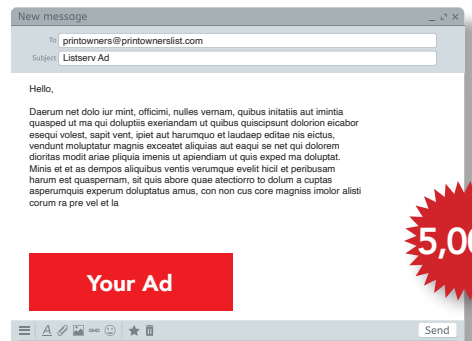 New message
To printowners@printownerslist.com
Subject Listserv Ad
Hello,
Daerum net dolo iur mint, officimi, nulles vernam, quibus initatiis aut imintia
quasped ut ma qui doluptiis exeriandam ut quibus quiscipsunt dolorion eicabor
esequi volest, sapit vent, ipiet aut harumquo et laudaep editae nis eictus,
vendunt moluptatur magnis exceatet aliquias aut eaqui se net qui dolorem
dioritas modit ariae pliquia imenis ut apiendiam ut quis exped ma doluptat.
Minis et et as dempos aliquibus ventis verumque evelit hicil et peribusam
harum est quaspernam, sit quis abore quae atectiorro to dolum a cuptas
asperumquis experum doluptatus amus, con non cus core magniss imolor alisti
corum ra pre vel et la
5,00
Your Ad
Send